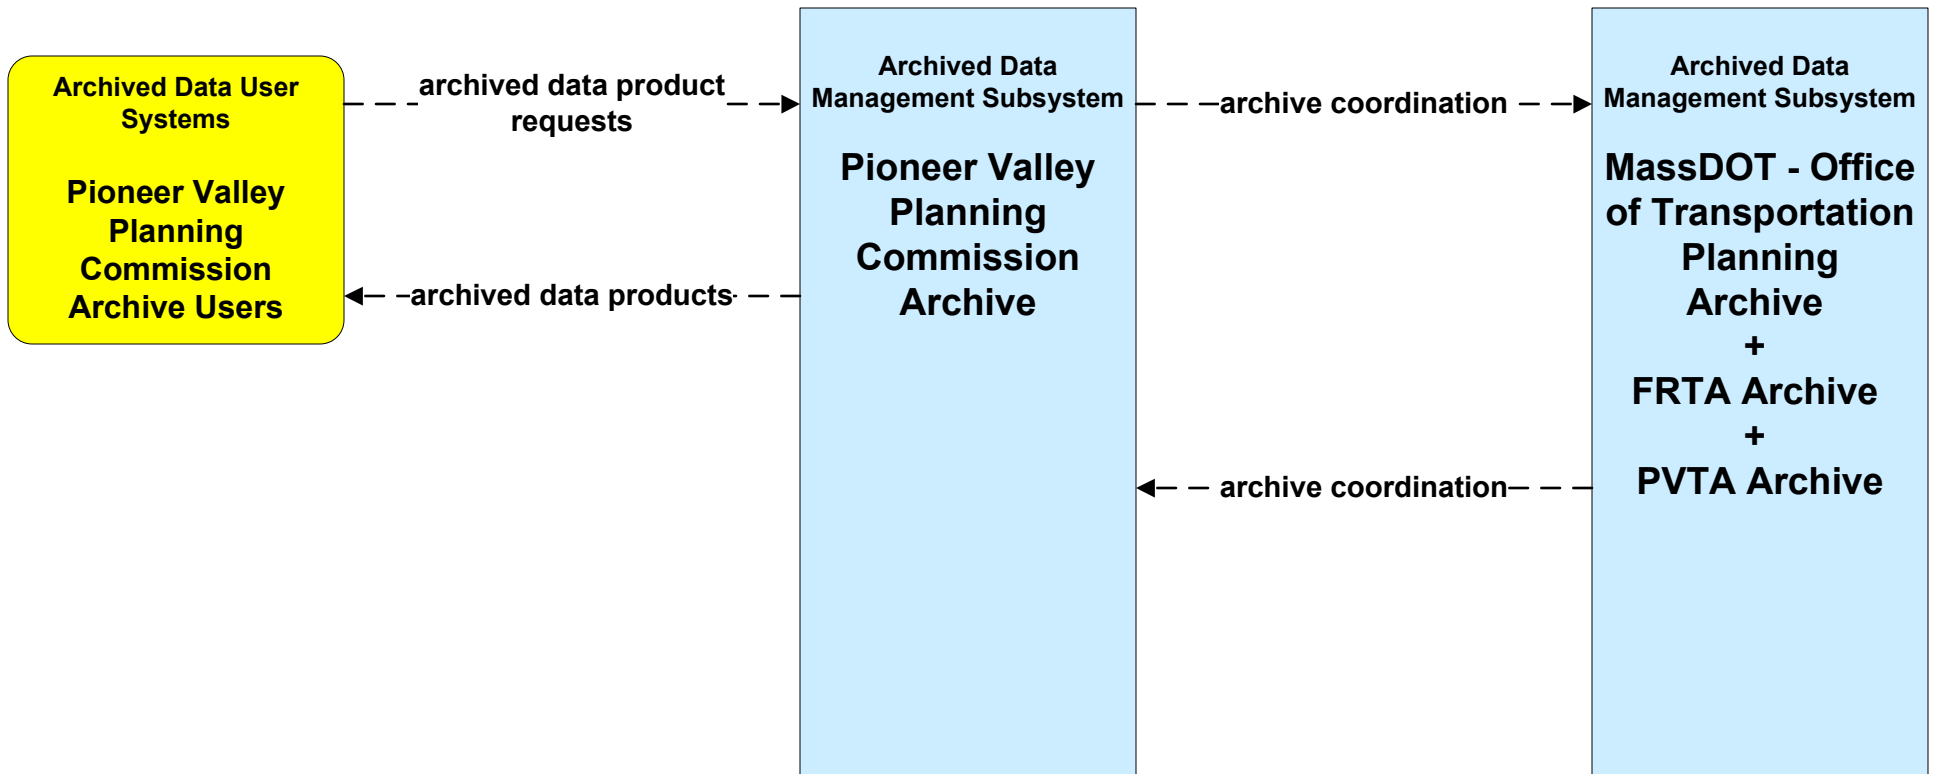 Archived Data User
Systems
Pioneer Valley
Planning
Commission
Archive Users
archived data product
requests
archived data products
Archived Data
Management Subsystem
Pioneer Valley
Planning
Commission
Archive
archive coordination
archive coordination
Archived Data
Management Subsystem
MassDOT - Office
of Transportation
Planning
Archive
+
FRTA Archive
+
PVTA Archive